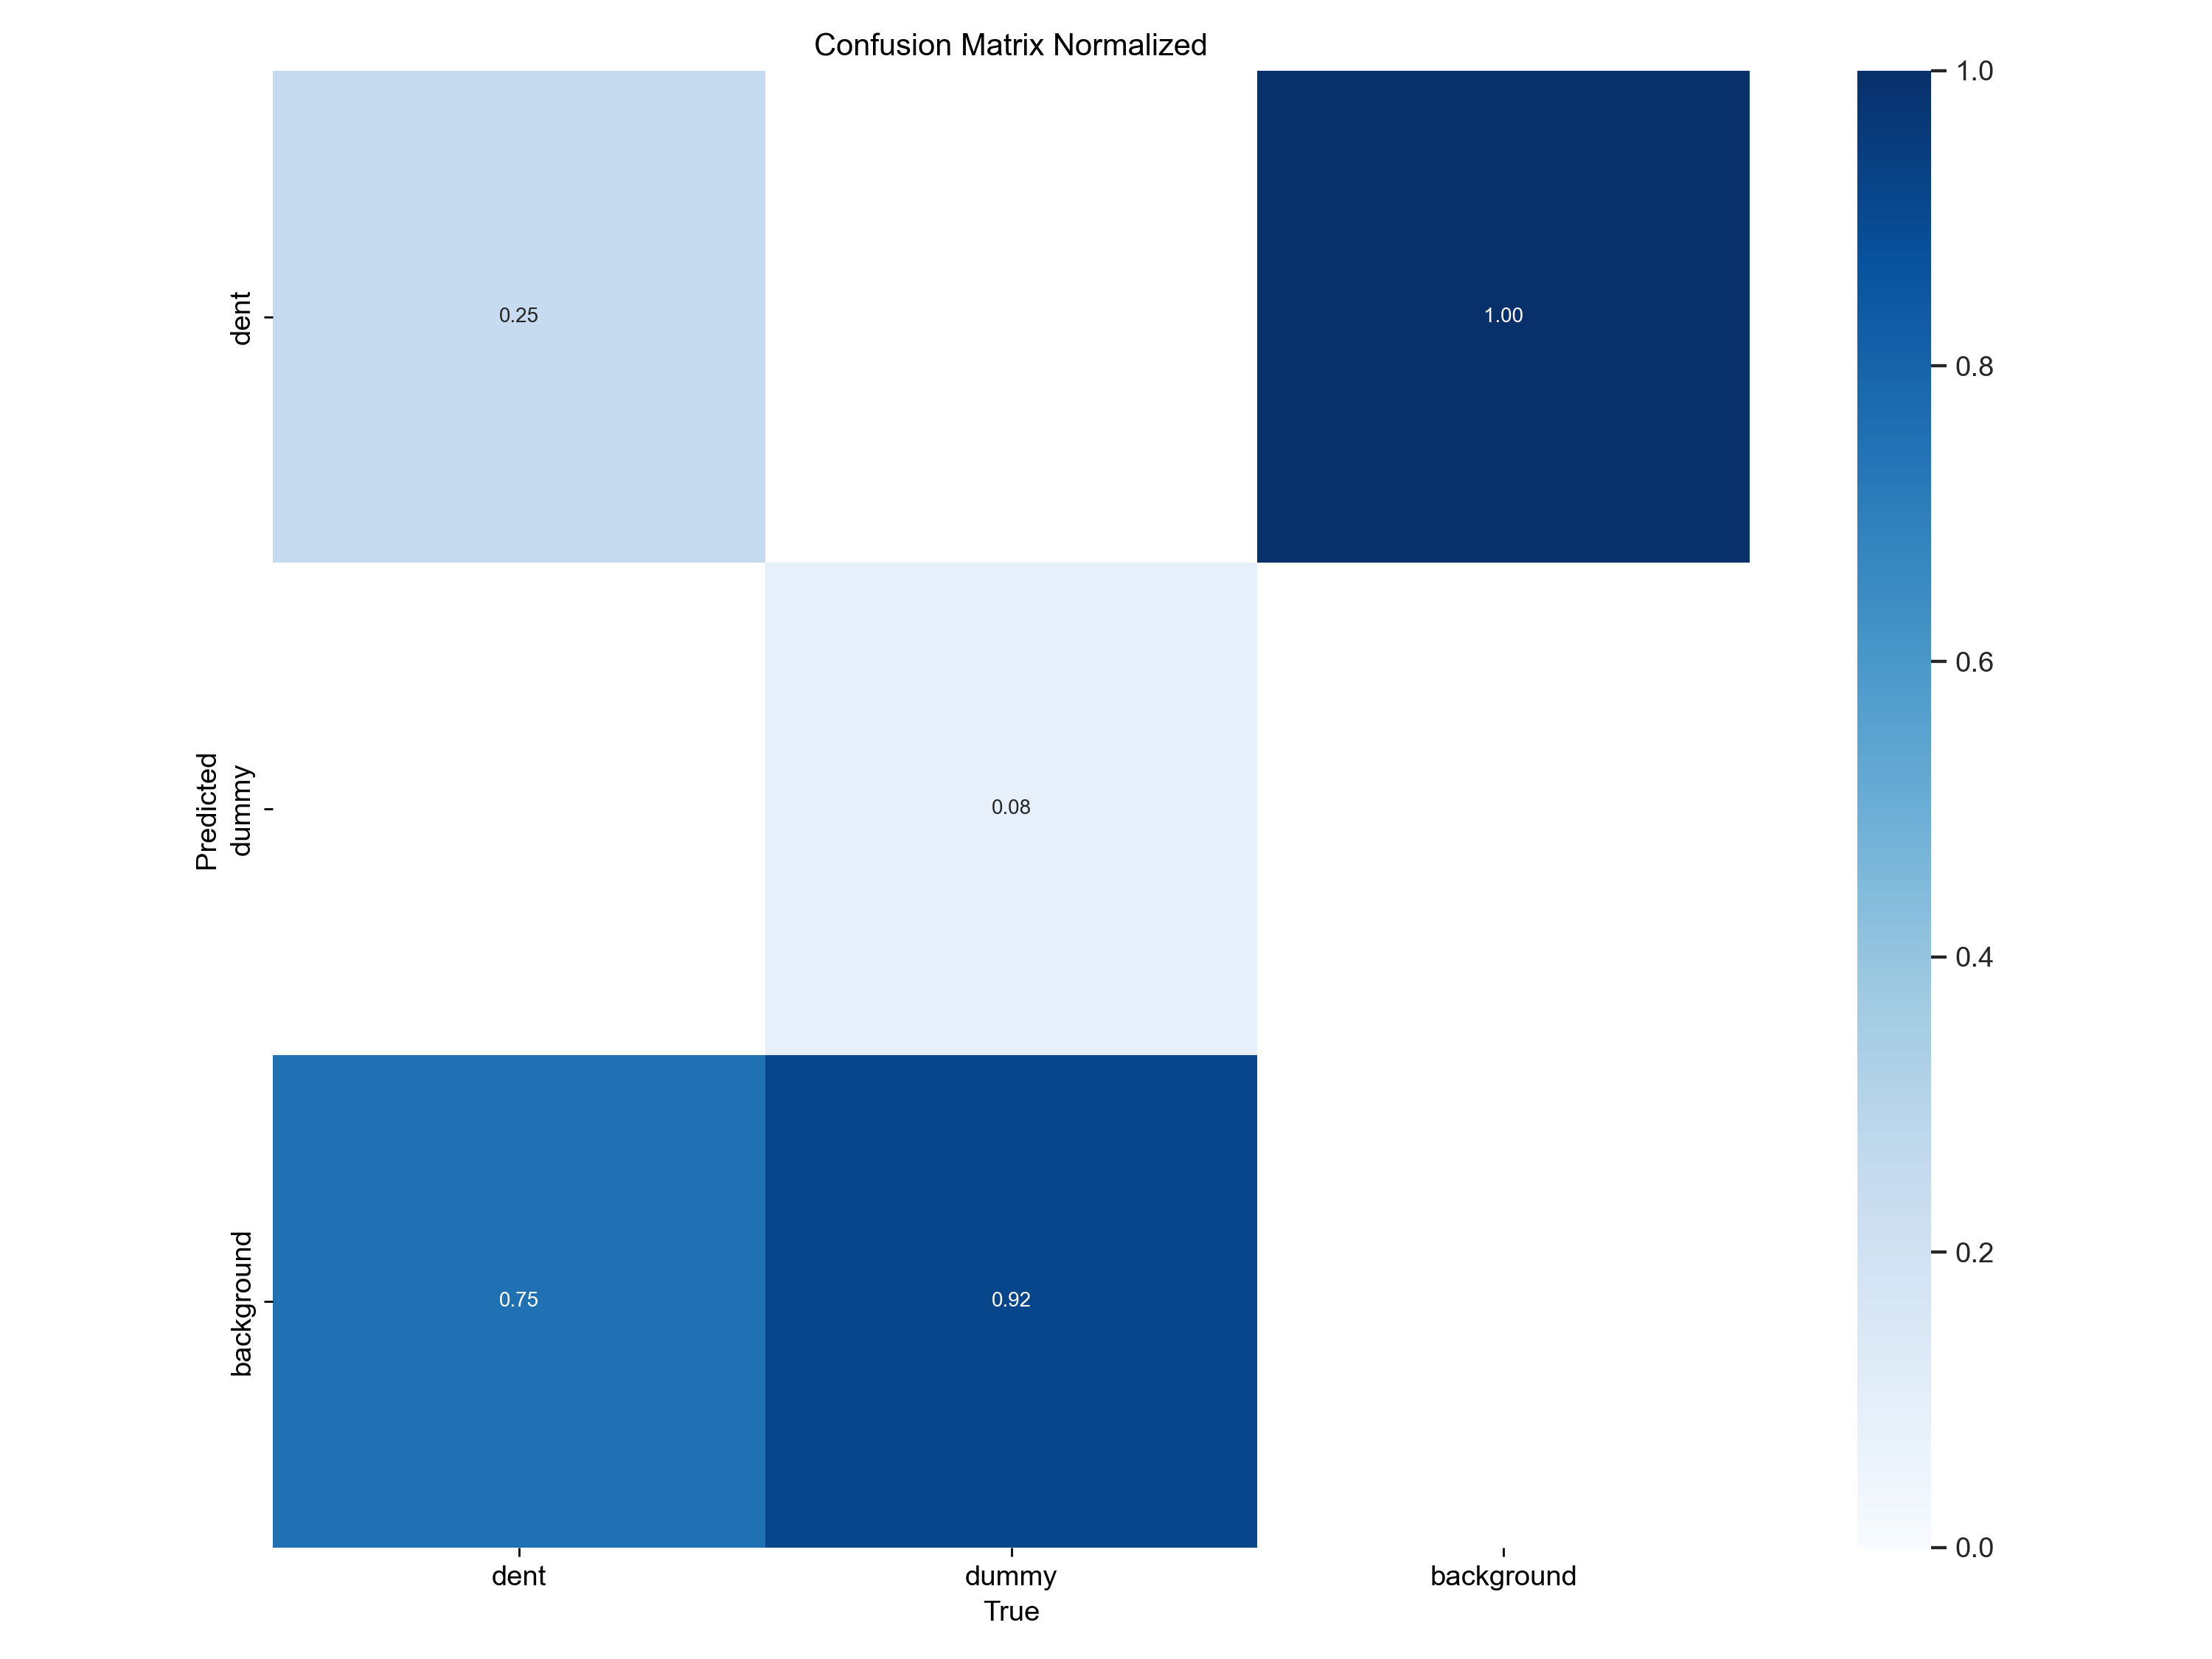 Confusion Matrix Normalized
Predicted
dent
dummy
background
0.25
1.00
0.08
0.75
0.92
dent
dummy
background
True
1.0
0.8
0.6
0.4
0.2
0.0